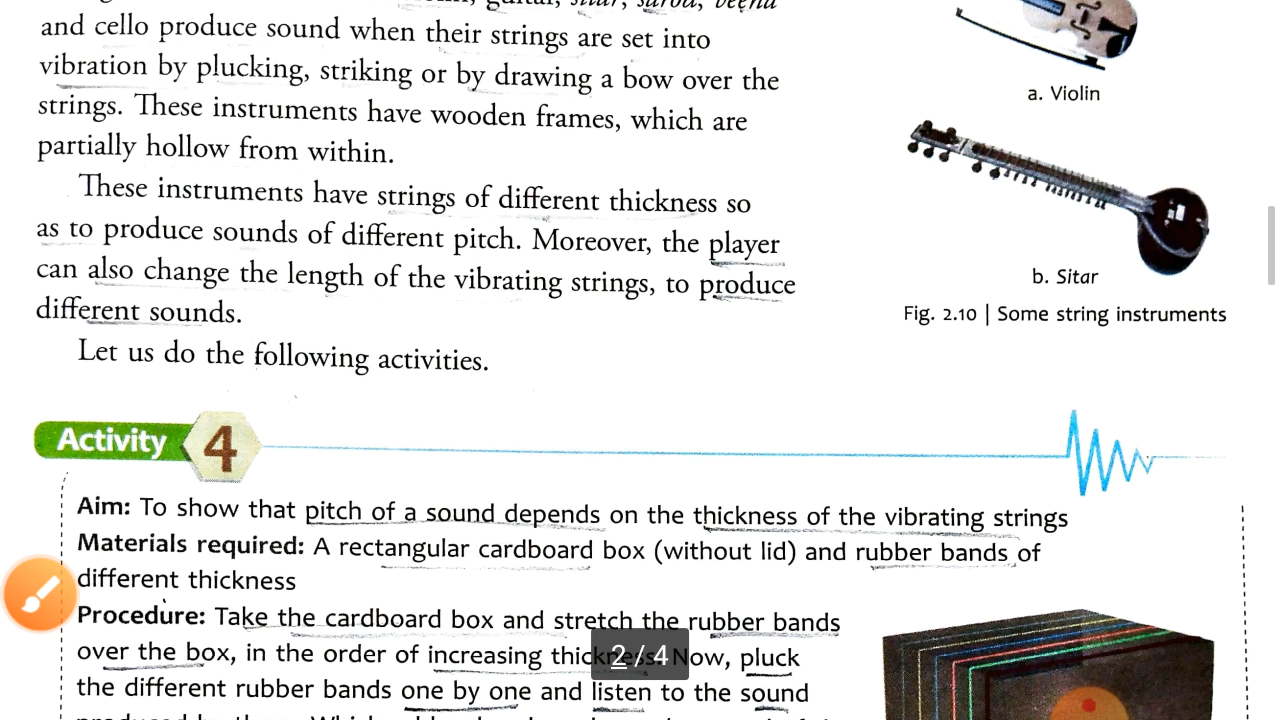 guitar, sitar, sarod, veena
and cello produce sound when their strings are set into
vibration by plucking, striking or by drawing a bow over the
strings. These instruments have wooden frames, which are
partially hollow from within.
These instruments have strings of different thickness so
as to produce sounds of different pitch. Moreover, the player
can also change the length of the vibrating strings, to produce
different sounds.
Let us do the following activities.
a. Violin
b. Sitar
Fig. 2.10 | Some string instruments
Activity 4
Aim: To show that pitch of a sound depends on the thickness of the vibrating strings
Materials required: A rectangular cardboard box (without lid) and rubber bands of
different thickness
Procedure: Take the cardboard box and stretch the rubber bands
over the box, in the order of increasing thickness. Now, pluck
the different rubber bands one by one and listen to the sound
2 / 4